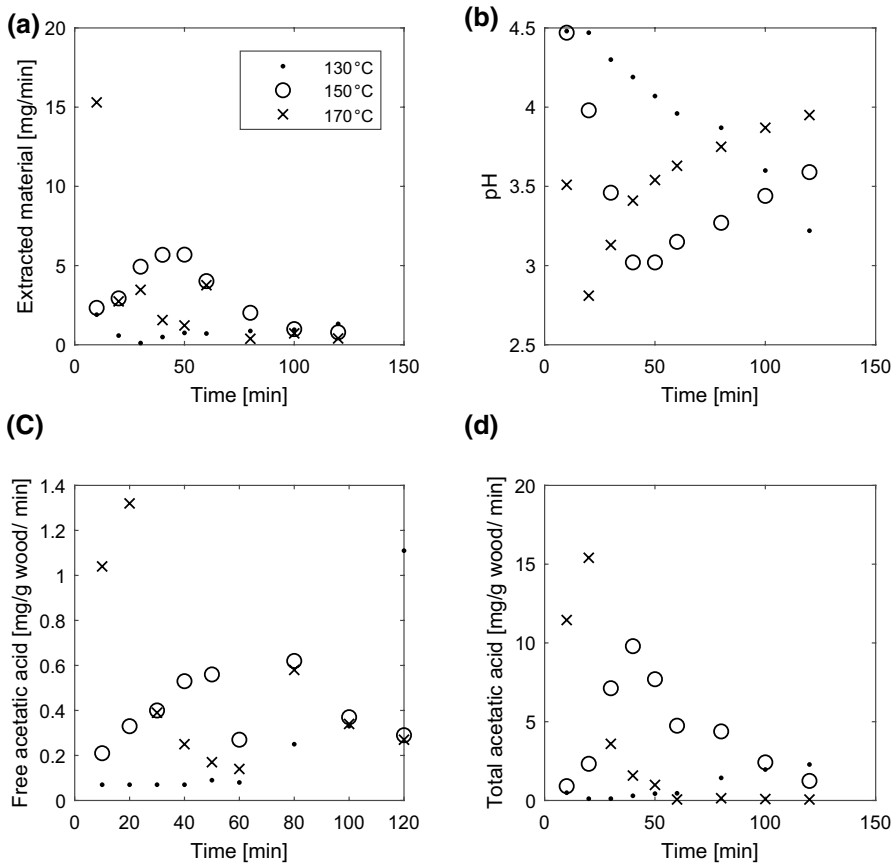 (a)
20
15
10
5
0
Extracted material [mg/min]
130°C
150°C
170°C
0 50 100 150
Time [min]
(b)
4.5
4
3.5
3
2.5
pH
0 50 100 150
Time [min]
(C)
1.4
1.2
1
0.8
0.6
0.4
0.2
0
Free acetatic acid [mg/g wood/ min]
0 20 40 60 80 100 120
Time [min]
(d)
20
15
10
5
0
Total acetatic acid [mg/g wood/ min]
0 50 100 150
Time [min]